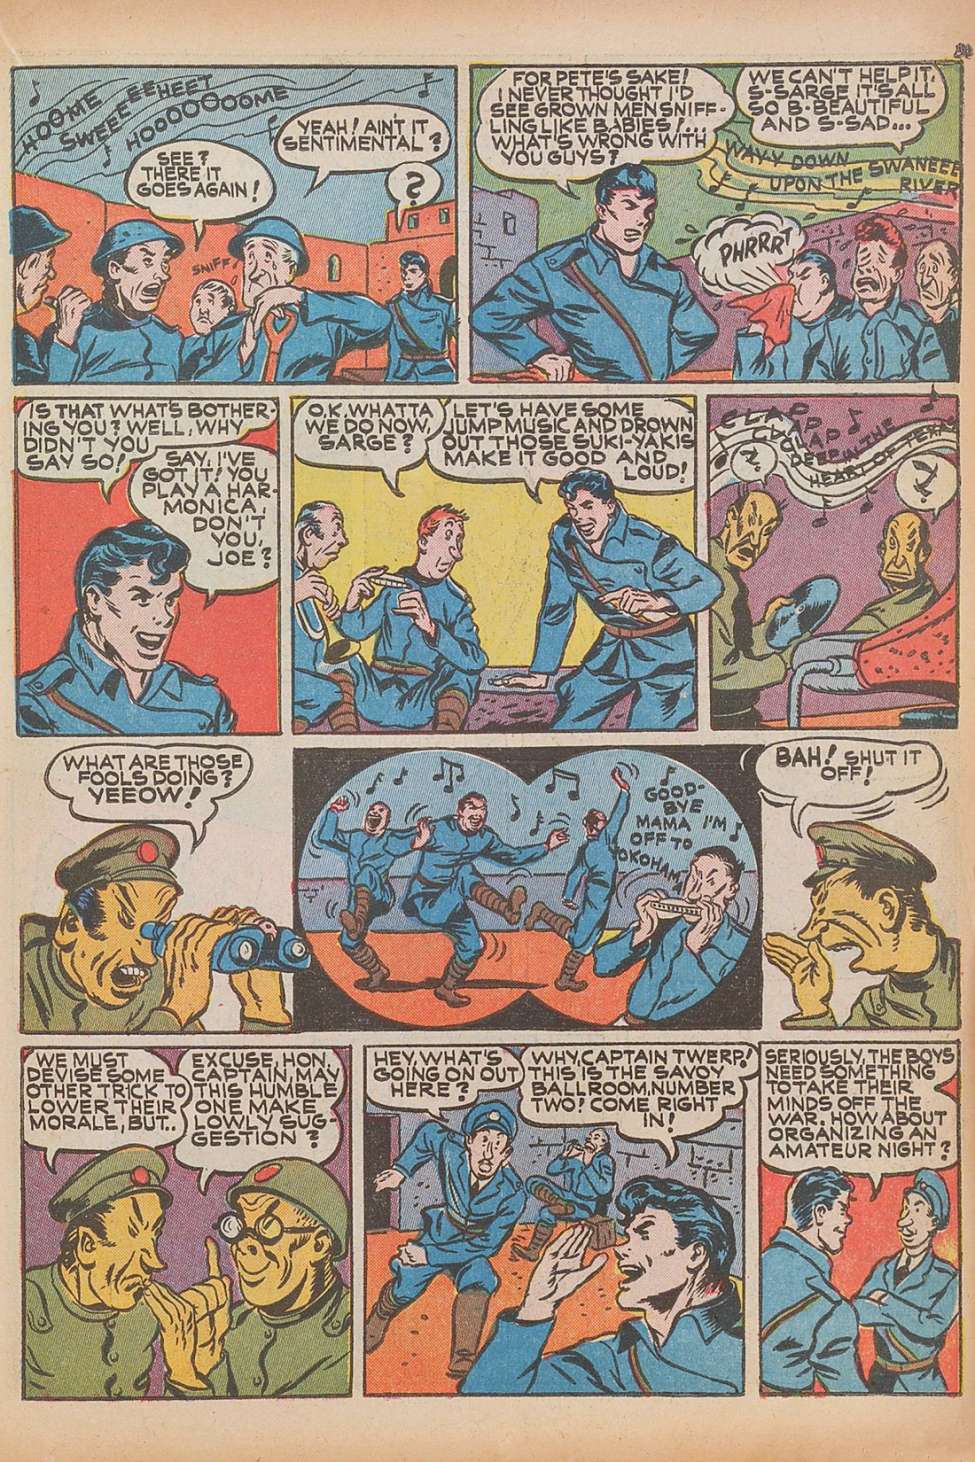 HOOME
SWEEEEHEET
HOOOOOOOME
SEE?
THERE IT
GOES AGAIN!
YEAH! AIN'T IT
SENTIMENTAL?
?
SNIFF
FOR PETE'S SAKE!
I NEVER THOUGHT I'D
SEE GROWN MEN SNIFF-
LING LIKE BABIES!..
WHAT'S WRONG WITH
YOU GUYS?
WE CAN'T HELP IT,
S-SARGE IT'S ALL
SO B-BEAUTIFUL
AND S-SAD...
WAY-Y DOWN
UPON THE SWANEEE
RIVER
PHRRRT
IS THAT WHAT'S BOTHER-
ING YOU? WELL, WHY
DIDN'T YOU
SAY SO!
SAY, I'VE
GOT IT! YOU
PLAY A HAR-
MONICA,
DON'T
YOU,
JOE?
O.K. WHATTA
WE DO NOW,
SARGE?
LET'S HAVE SOME
JUMP MUSIC AND DROWN
OUT THOSE SUKI-YAKIS
MAKE IT GOOD AND
LOUD!
CLAP
CLAP
CLAP
DEEP IN THE
HEART OF TEXAS
?
?
WHAT ARE THOSE
FOOLS DOING?
YEEOW!
GOOD-
BYE
MAMA I'M
OFF TO
YOKOHAMA
BAH! SHUT IT
OFF!
WE MUST
DEVISE SOME
OTHER TRICK TO
LOWER THEIR
MORALE, BUT..
EXCUSE, HON.
CAPTAIN, MAY
THIS HUMBLE
ONE MAKE
LOWLY SUG-
GESTION?
HEY, WHAT'S
GOING ON OUT
HERE?
WHY, CAPTAIN TWERP!
THIS IS THE SAVOY
BALLROOM, NUMBER
TWO! COME RIGHT
IN!
SERIOUSLY, THE BOYS
NEED SOMETHING
TO TAKE THEIR
MINDS OFF THE
WAR. HOW ABOUT
ORGANIZING AN
AMATEUR NIGHT?